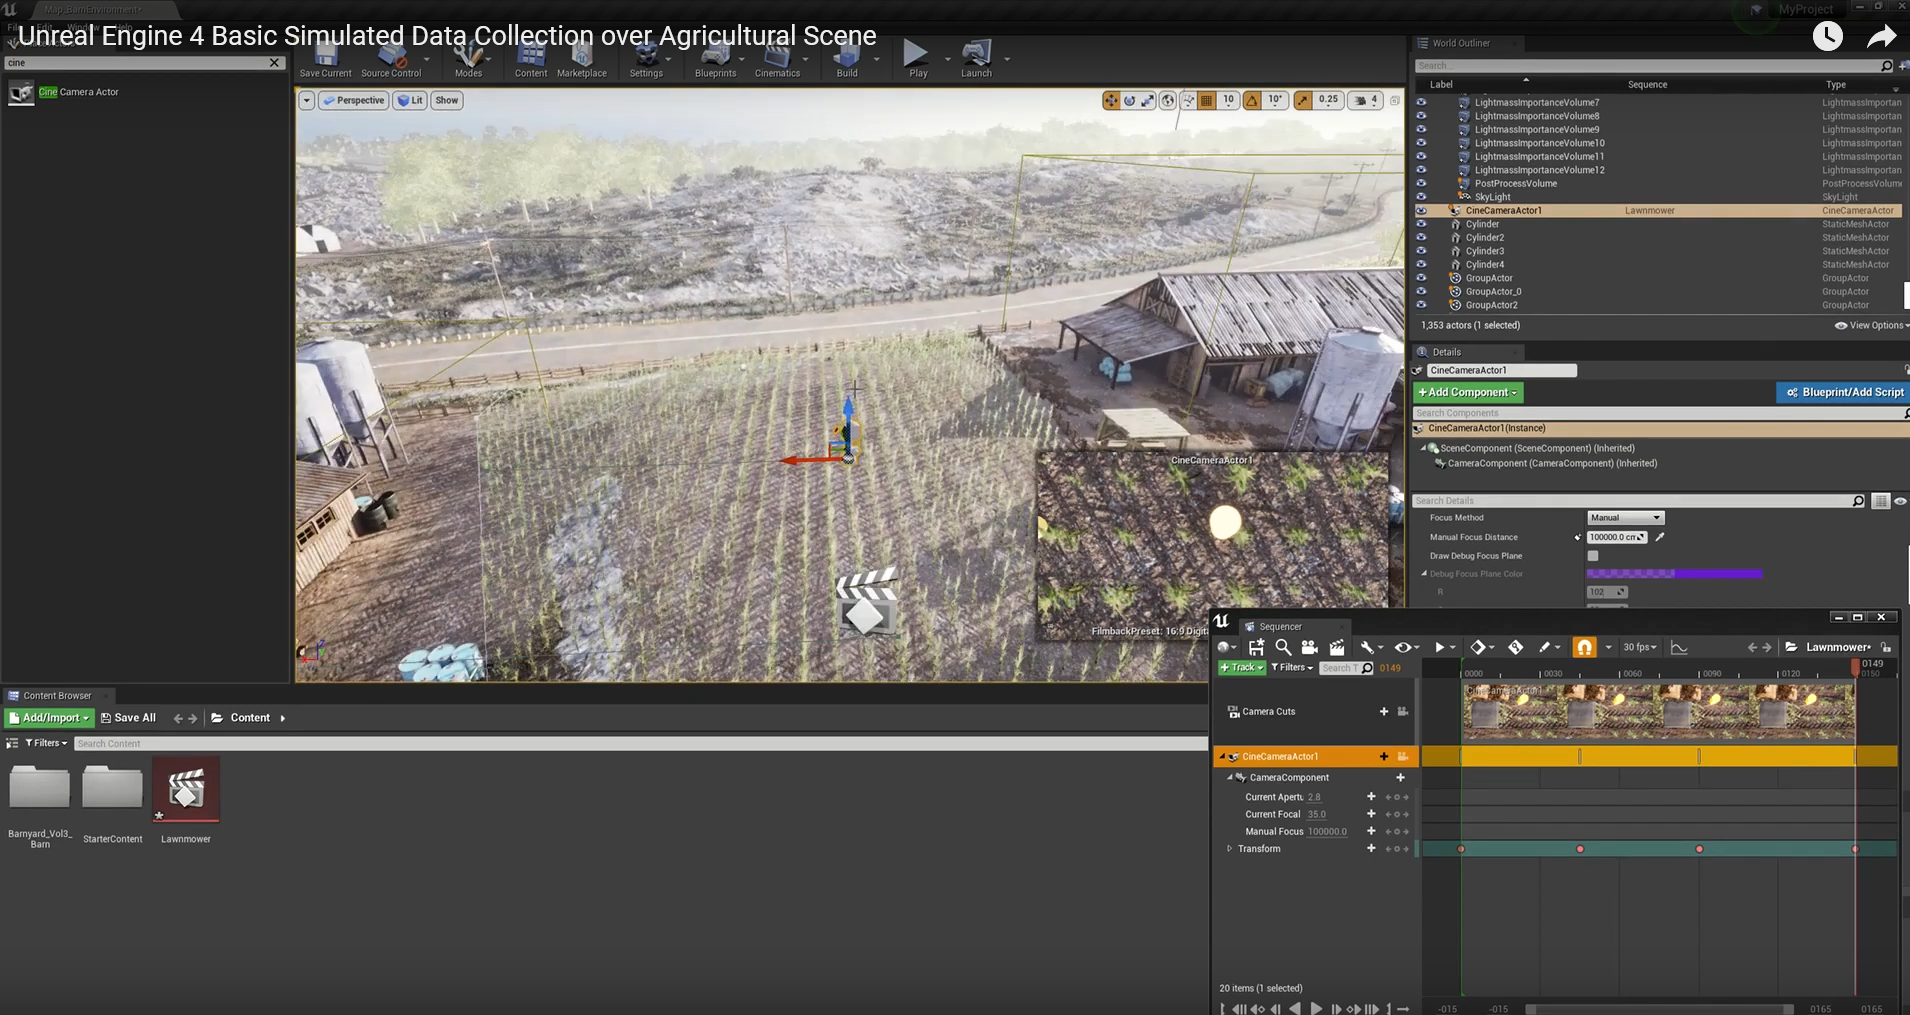 Map_BarnEnvironment*
MyProject
File Edit Window Help
Unreal Engine 4 Basic Simulated Data Collection over Agricultural Scene
cine
Cine Camera Actor
Save Current
Source Control
Modes
Content
Marketplace
Settings
Blueprints
Cinematics
Build
Play
Launch
Perspective
Lit
Show
10
10°
0.25
4
CineCameraActor1
FilmbackPreset: 16:9 Digita
World Outliner
Search...
Label Sequence Type
LightmassImportanceVolume7 LightmassImportan
LightmassImportanceVolume8 LightmassImportan
LightmassImportanceVolume9 LightmassImportan
LightmassImportanceVolume10 LightmassImportan
LightmassImportanceVolume11 LightmassImportan
LightmassImportanceVolume12 LightmassImportan
PostProcessVolume PostProcessVolume
SkyLight SkyLight
CineCameraActor1 Lawnmower CineCameraActor
Cylinder StaticMeshActor
Cylinder2 StaticMeshActor
Cylinder3 StaticMeshActor
Cylinder4 StaticMeshActor
GroupActor GroupActor
GroupActor_0 GroupActor
GroupActor2 GroupActor
1,353 actors (1 selected)
View Options
Details
CineCameraActor1
+Add Component
Blueprint/Add Script
Search Components
CineCameraActor1(Instance)
SceneComponent (SceneComponent) (Inherited)
CameraComponent (CameraComponent) (Inherited)
Search Details
Focus Method Manual
Manual Focus Distance 100000.0 cm
Draw Debug Focus Plane
Debug Focus Plane Color
R 102
Content Browser
Add/Import
Save All
Content
Filters
Search Content
Barnyard_Vol3_
Barn
StarterContent
Lawnmower
Sequencer
30 fps
Lawnmower*
+ Track
Filters
Search T
0149
0149
0000 0030 0060 0090 0120 0150
CineCameraActor1
Camera Cuts
CineCameraActor1
CameraComponent
Current Apertu 2.8
Current Focal 35.0
Manual Focus 100000.0
Transform
20 items (1 selected)
-015 -015 0165 0165